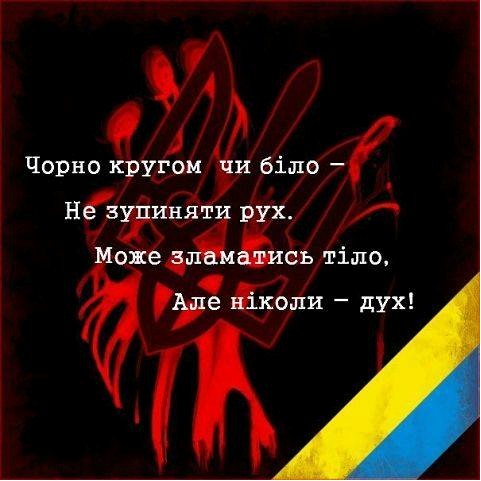 Чорно кругом чи біло –
Не зупиняти рух.
Може зламатись тіло,
Але ніколи – дух!